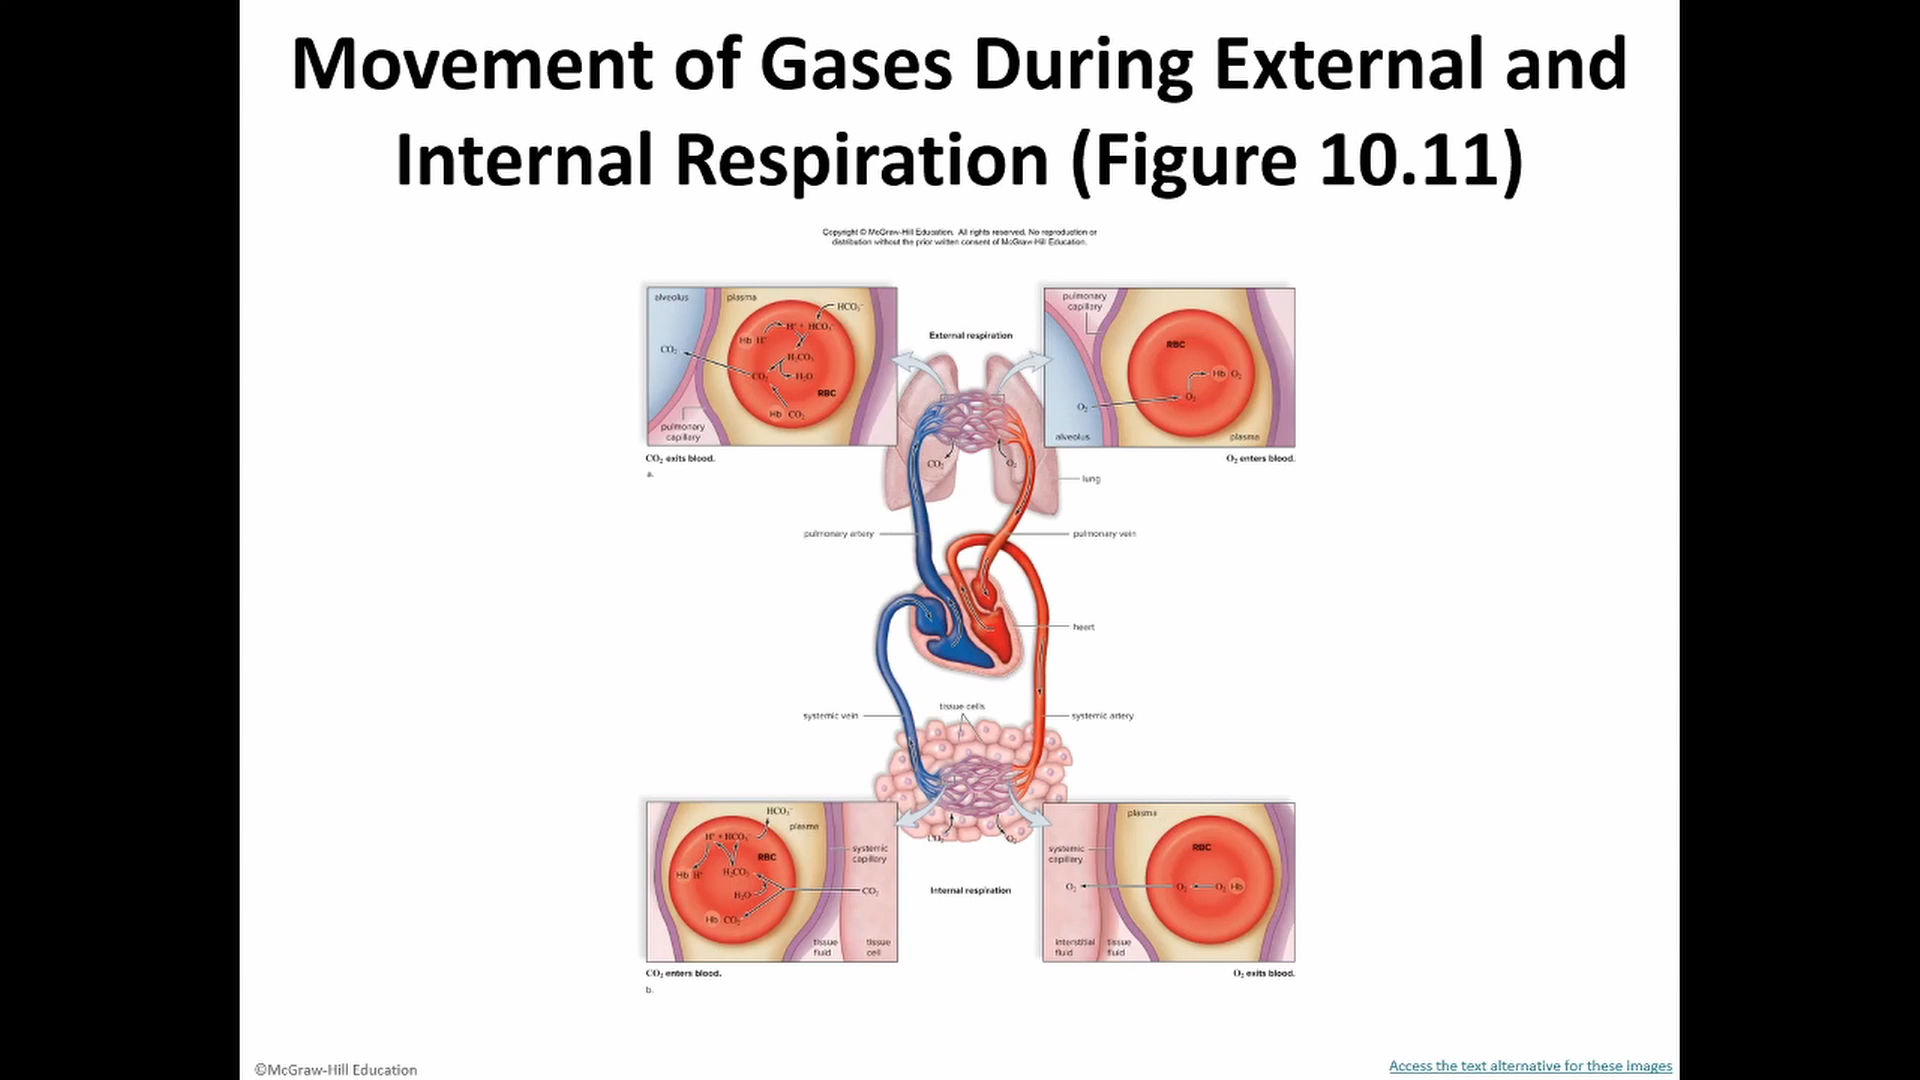 Movement of Gases During External and
Internal Respiration (Figure 10.11)
Copyright © McGraw-Hill Education. All rights reserved. No reproduction or
distribution without the prior written consent of McGraw-Hill Education.
alveolus
plasma
HCO₃⁻
H⁺ + HCO₃⁻
Hb H⁺
H₂CO₃
CO₂
CO₂
H₂O
RBC
Hb CO₂
pulmonary
capillary
CO₂ exits blood.
a.
External respiration
pulmonary
capillary
RBC
Hb O₂
O₂
O₂
alveolus
plasma
O₂ enters blood.
CO₂
O₂
lung
pulmonary artery
pulmonary vein
heart
tissue cells
systemic vein
systemic artery
HCO₃⁻
plasma
H⁺ + HCO₃⁻
RBC
systemic
capillary
Hb H⁺
H₂CO₃
H₂O
CO₂
Hb CO₂
tissue
fluid
tissue
cell
CO₂ enters blood.
b.
CO₂
O₂
Internal respiration
plasma
RBC
systemic
capillary
O₂
O₂
O₂ Hb
interstitial
fluid
tissue
fluid
O₂ exits blood.
©McGraw-Hill Education
Access the text alternative for these images